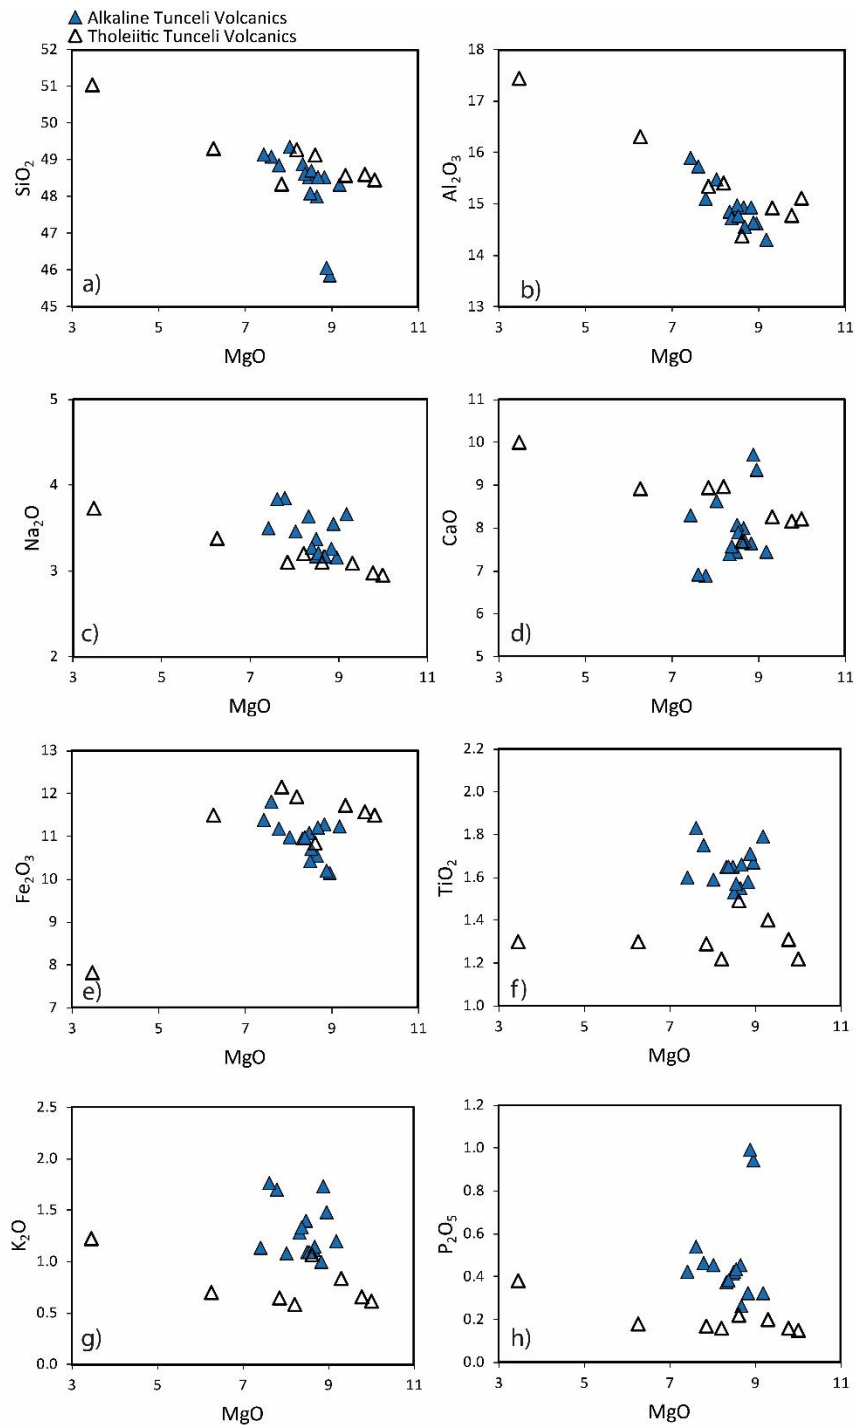 Alkaline Tunceli Volcanics
Tholeiitic Tunceli Volcanics
52
51
50
49
48
47
46
45
SiO2
a)
3 5 7 9 11
MgO
18
17
16
15
14
13
Al2O3
b)
3 5 7 9 11
MgO
5
4
3
2
Na2O
c)
3 5 7 9 11
MgO
11
10
9
8
7
6
5
CaO
d)
3 5 7 9 11
MgO
13
12
11
10
9
8
7
Fe2O3
e)
3 5 7 9 11
MgO
2.2
2.0
1.8
1.6
1.4
1.2
1.0
TiO2
f)
3 5 7 9 11
MgO
2.5
2.0
1.5
1.0
0.5
0.0
K2O
g)
3 5 7 9 11
MgO
1.2
1.0
0.8
0.6
0.4
0.2
0.0
P2O5
h)
3 5 7 9 11
MgO